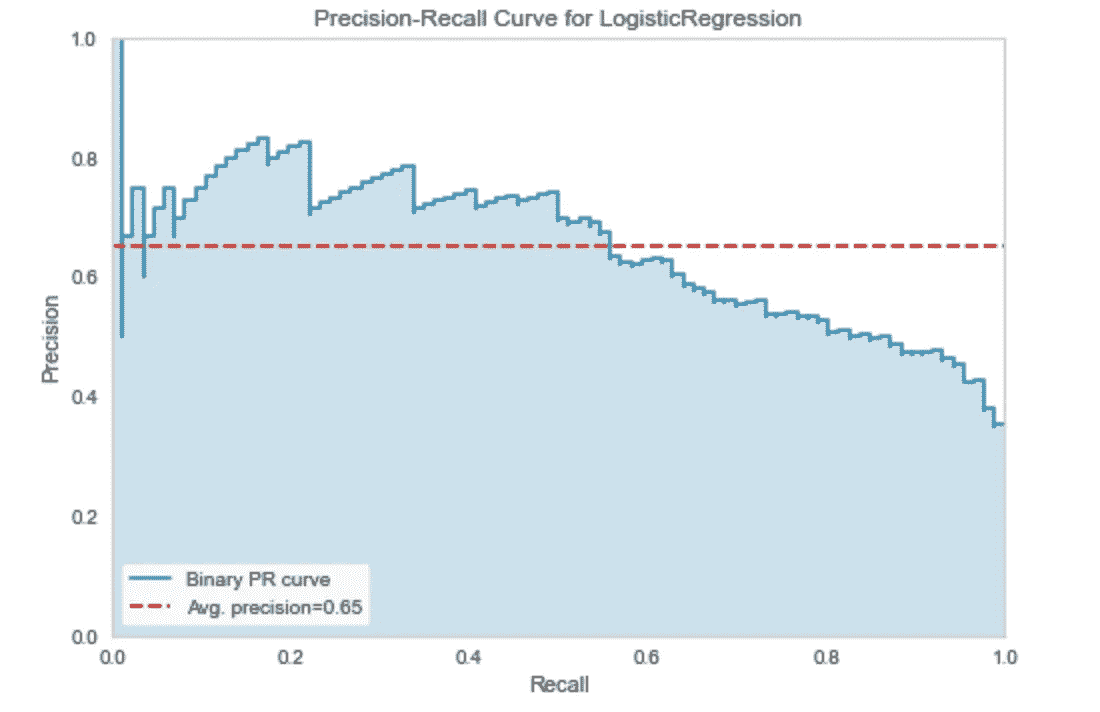 Precision-Recall Curve for LogisticRegression
1.0
0.8
0.6
0.4
0.2
0.0
Precision
Binary PR curve
Avg. precision=0.65
0.0 0.2 0.4 0.6 0.8 1.0
Recall